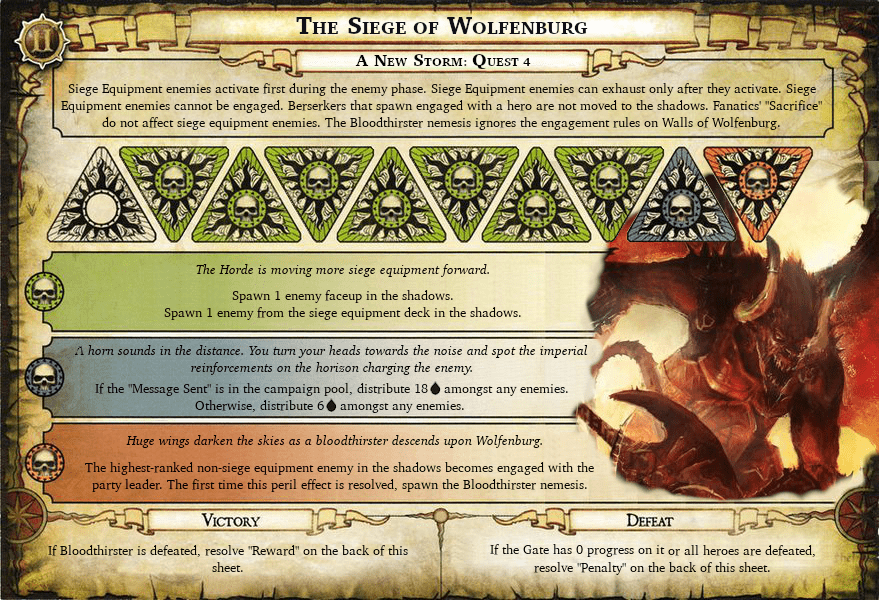 II
The Siege of Wolfenburg
A New Storm: Quest 4
Siege Equipment enemies activate first during the enemy phase. Siege Equipment enemies can exhaust only after they activate. Siege
Equipment enemies cannot be engaged. Berserkers that spawn engaged with a hero are not moved to the shadows. Fanatics' "Sacrifice"
do not affect siege equipment enemies. The Bloodthirster nemesis ignores the engagement rules on Walls of Wolfenburg.
The Horde is moving more siege equipment forward.
Spawn 1 enemy faceup in the shadows.
Spawn 1 enemy from the siege equipment deck in the shadows.
A horn sounds in the distance. You turn your heads towards the noise and spot the imperial
reinforcements on the horison charging the enemy.
If the "Message Sent" is in the campaign pool, distribute 18 amongst any enemies.
Otherwise, distribute 6 amongst any enemies.
Huge wings darken the skies as a bloodthirster descends upon Wolfenburg.
The highest-ranked non-siege equipment enemy in the shadows becomes engaged with the
party leader. The first time this peril effect is resolved, spawn the Bloodthirster nemesis.
Victory
If Bloodthirster is defeated, resolve "Reward" on the back of this
sheet.
Defeat
If the Gate has 0 progress on it or all heroes are defeated,
resolve "Penalty" on the back of this sheet.